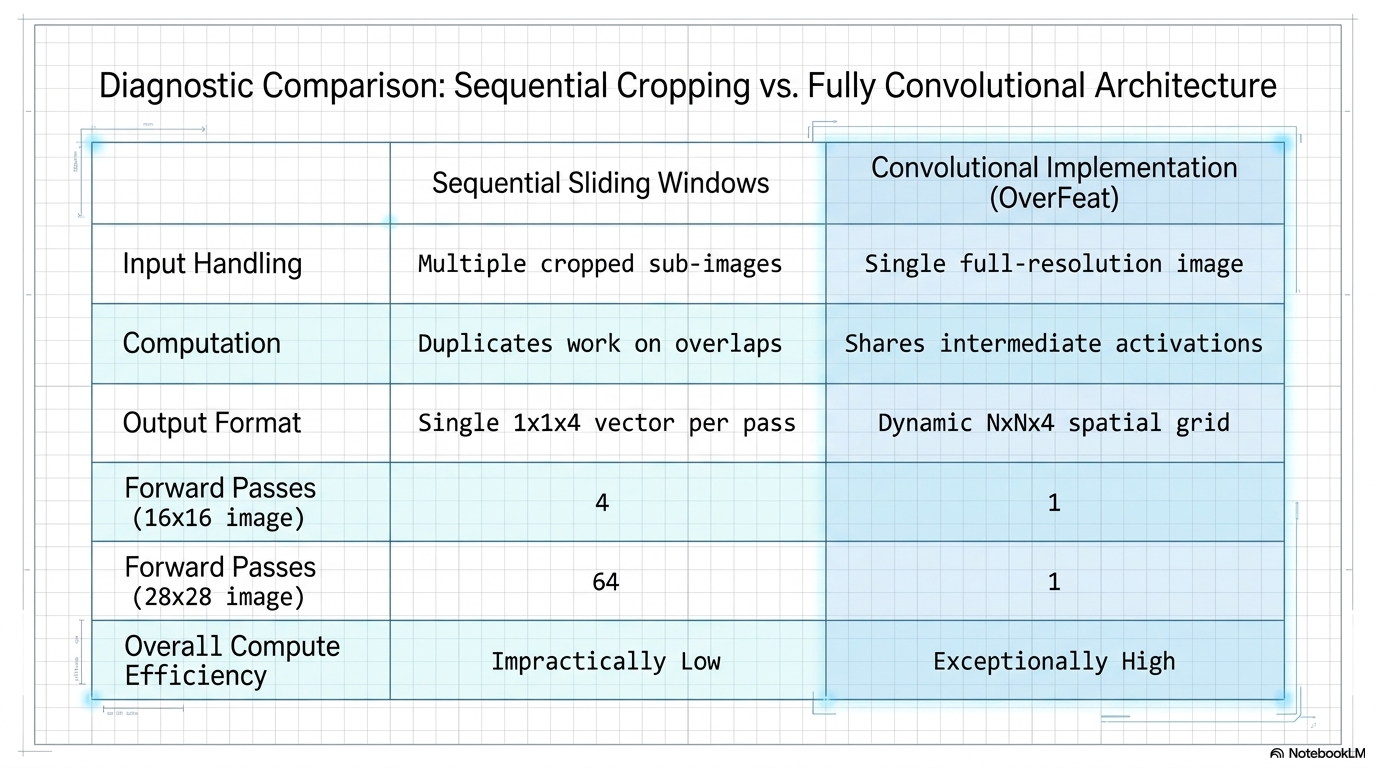 Diagnostic Comparison: Sequential Cropping vs. Fully Convolutional Architecture
Sequential Sliding Windows
Convolutional Implementation
(OverFeat)
Input Handling
Multiple cropped sub-images
Single full-resolution image
Computation
Duplicates work on overlaps
Shares intermediate activations
Output Format
Single 1x1x4 vector per pass
Dynamic NxNx4 spatial grid
Forward Passes
(16x16 image)
4
1
Forward Passes
(28x28 image)
64
1
Overall Compute
Efficiency
Impractically Low
Exceptionally High
NotebookLM